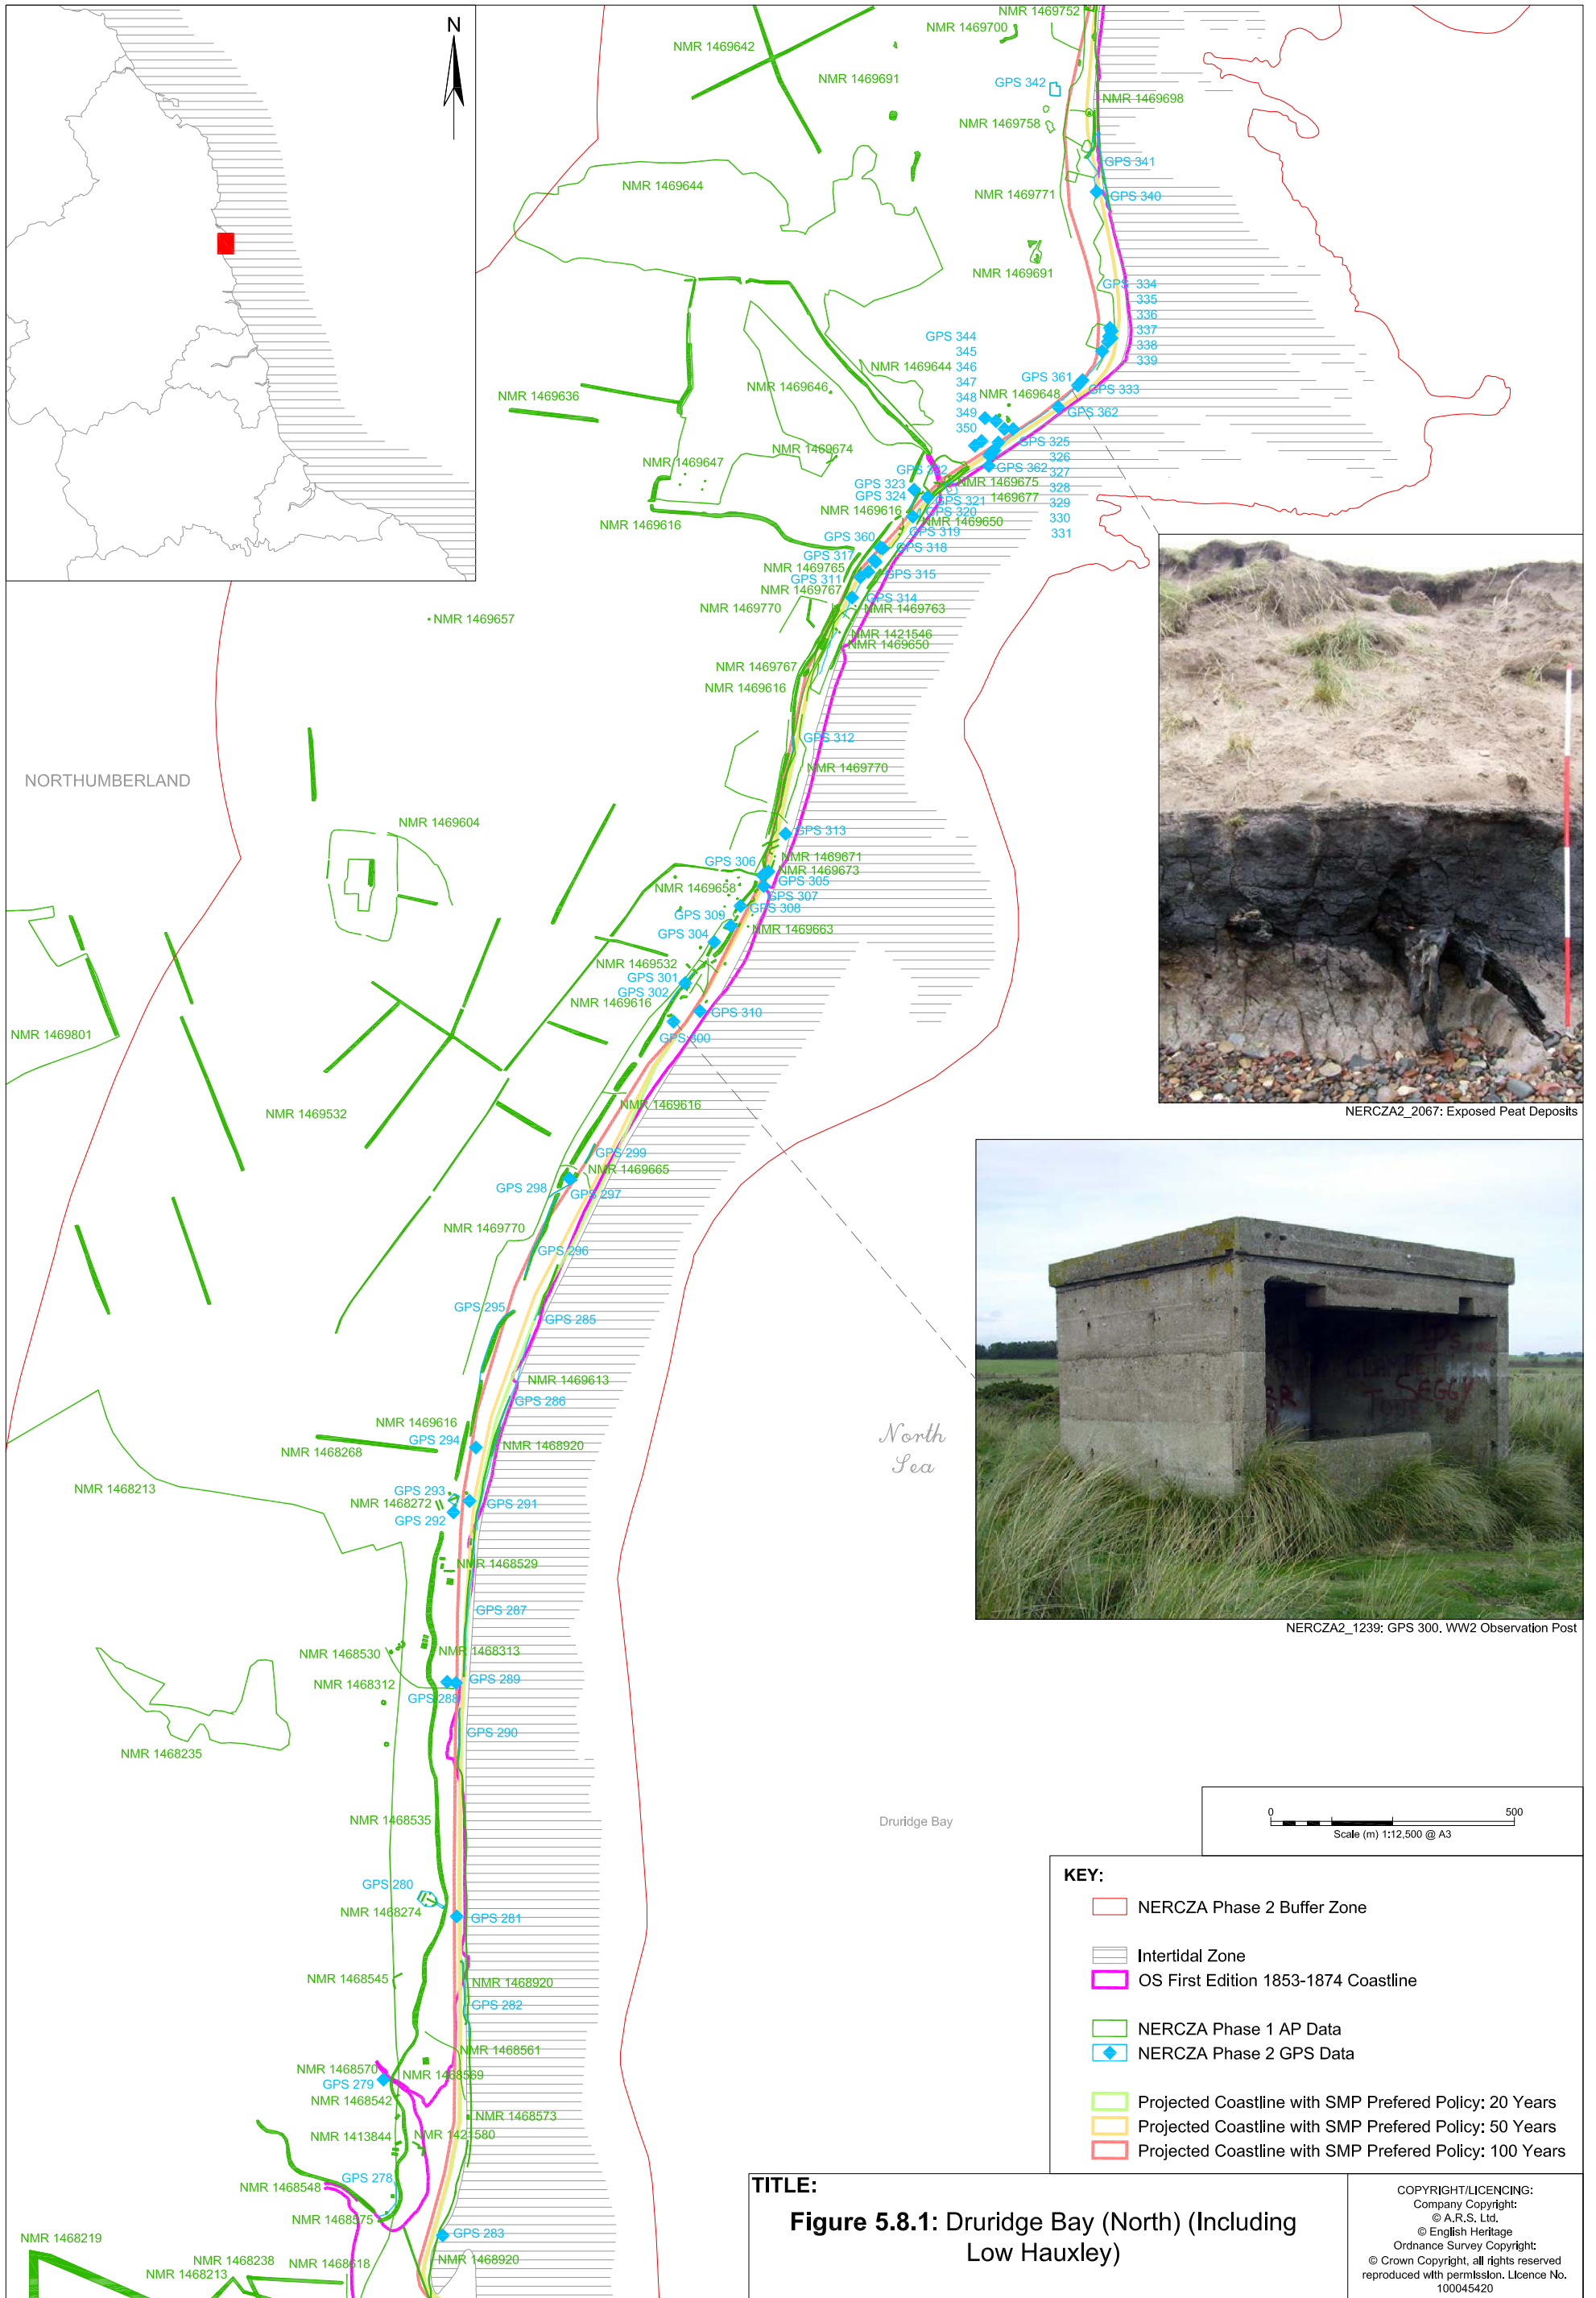 N
NMR 1469752
NMR 1469700
NMR 1469642
NMR 1469691
GPS 342
NMR 1469698
NMR 1469758
GPS 341
NMR 1469644
NMR 1469771
GPS 340
NMR 1469691
GPS 334
335
336
337
338
339
GPS 344
345
346
347
348
349
350
NMR 1469644
GPS 361
GPS 333
NMR 1469646
NMR 1469648
NMR 1469636
GPS 362
GPS 325
326
327
328
329
330
331
NMR 1469674
NMR 1469647
GPS 322
GPS 362
GPS 323
NMR 1469675
GPS 324
GPS 321
1469677
NMR 1469616
GPS 320
NMR 1469650
NMR 1469616
GPS 319
GPS 360
GPS 318
GPS 317
NMR 1469765
GPS 315
GPS 311
NMR 1469767
GPS 314
NMR 1469770
NMR 1469763
NMR 1469657
NMR 1421546
NMR 1469650
NMR 1469767
NMR 1469616
GPS 312
NMR 1469770
NORTHUMBERLAND
NMR 1469604
GPS 313
NMR 1469671
GPS 306
NMR 1469673
GPS 305
NMR 1469658
GPS 307
GPS 308
GPS 309
NMR 1469663
GPS 304
NMR 1469532
GPS 301
GPS 302
NMR 1469616
GPS 310
GPS 300
NMR 1469801
NMR 1469532
NMR 1469616
NERCZA2_2067: Exposed Peat Deposits
GPS 299
NMR 1469665
GPS 298
GPS 297
NMR 1469770
GPS 296
GPS 295
GPS 285
NMR 1469613
GPS 286
NMR 1469616
GPS 294
NMR 1468920
NMR 1468268
North
Sea
NMR 1468213
GPS 293
NMR 1468272
GPS 291
GPS 292
NMR 1468529
GPS 287
SEGGY
NERCZA2_1239: GPS 300, WW2 Observation Post
NMR 1468530
NMR 1468313
NMR 1468312
GPS 289
GPS 288
GPS 290
NMR 1468235
NMR 1468535
Druridge Bay
0
500
Scale (m) 1:12,500 @ A3
GPS 280
NMR 1468274
GPS 281
NMR 1468545
NMR 1468920
GPS 282
NMR 1468561
NMR 1468570
NMR 1468569
GPS 279
NMR 1468542
NMR 1468573
NMR 1413844
NMR 1421580
GPS 278
NMR 1468548
NMR 1468575
GPS 283
NMR 1468219
NMR 1468238
NMR 1468618
NMR 1468920
NMR 1468213
KEY:
NERCZA Phase 2 Buffer Zone
Intertidal Zone
OS First Edition 1853-1874 Coastline
NERCZA Phase 1 AP Data
NERCZA Phase 2 GPS Data
Projected Coastline with SMP Prefered Policy: 20 Years
Projected Coastline with SMP Prefered Policy: 50 Years
Projected Coastline with SMP Prefered Policy: 100 Years
TITLE:
Figure 5.8.1: Druridge Bay (North) (Including
Low Hauxley)
COPYRIGHT/LICENCING:
Company Copyright:
© A.R.S. Ltd.
© English Heritage
Ordnance Survey Copyright:
© Crown Copyright, all rights reserved
reproduced with permission. Licence No.
100045420